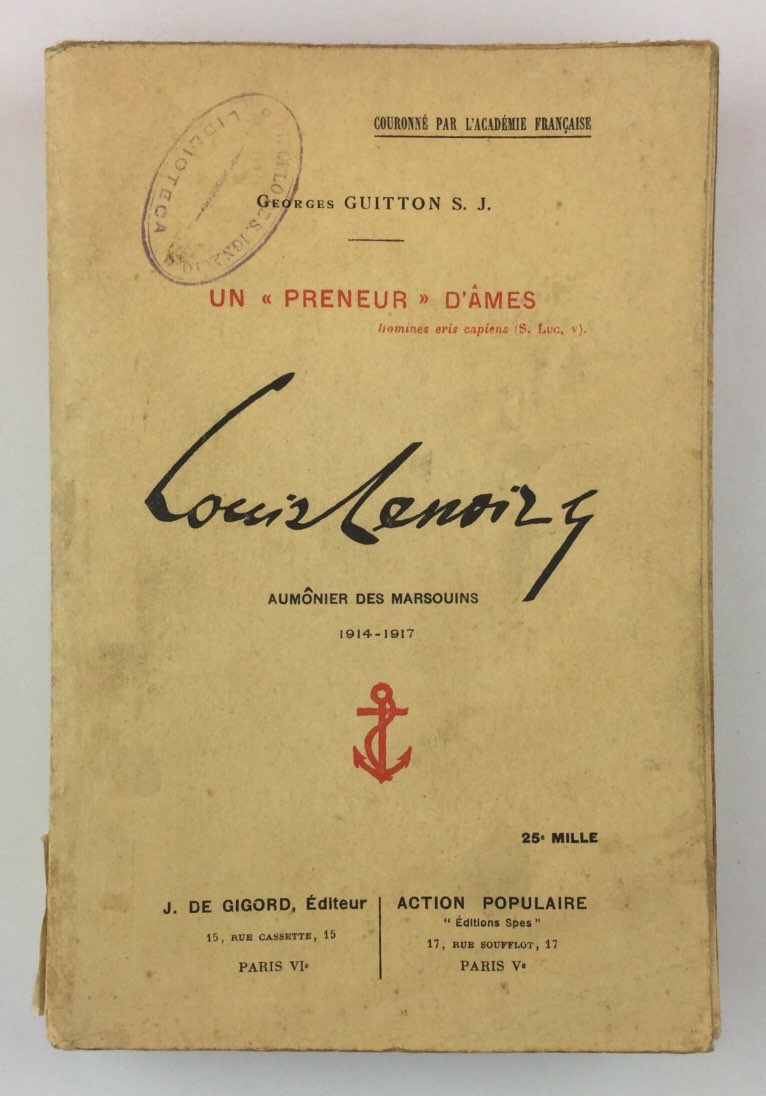 COURONNÉ PAR L'ACADÉMIE FRANÇAISE
BIBLIOTECA
GEORGES GUITTON S. J.
UN « PRENEUR » D'ÂMES
homines eris capiens (S. Luc, v).
Louis Lenoir
AUMÔNIER DES MARSOUINS
1914-1917
25e MILLE
J. DE GIGORD, Éditeur
15, RUE CASSETTE, 15
PARIS VIe
ACTION POPULAIRE
" Éditions Spes "
17, RUE SOUFFLOT, 17
PARIS Ve